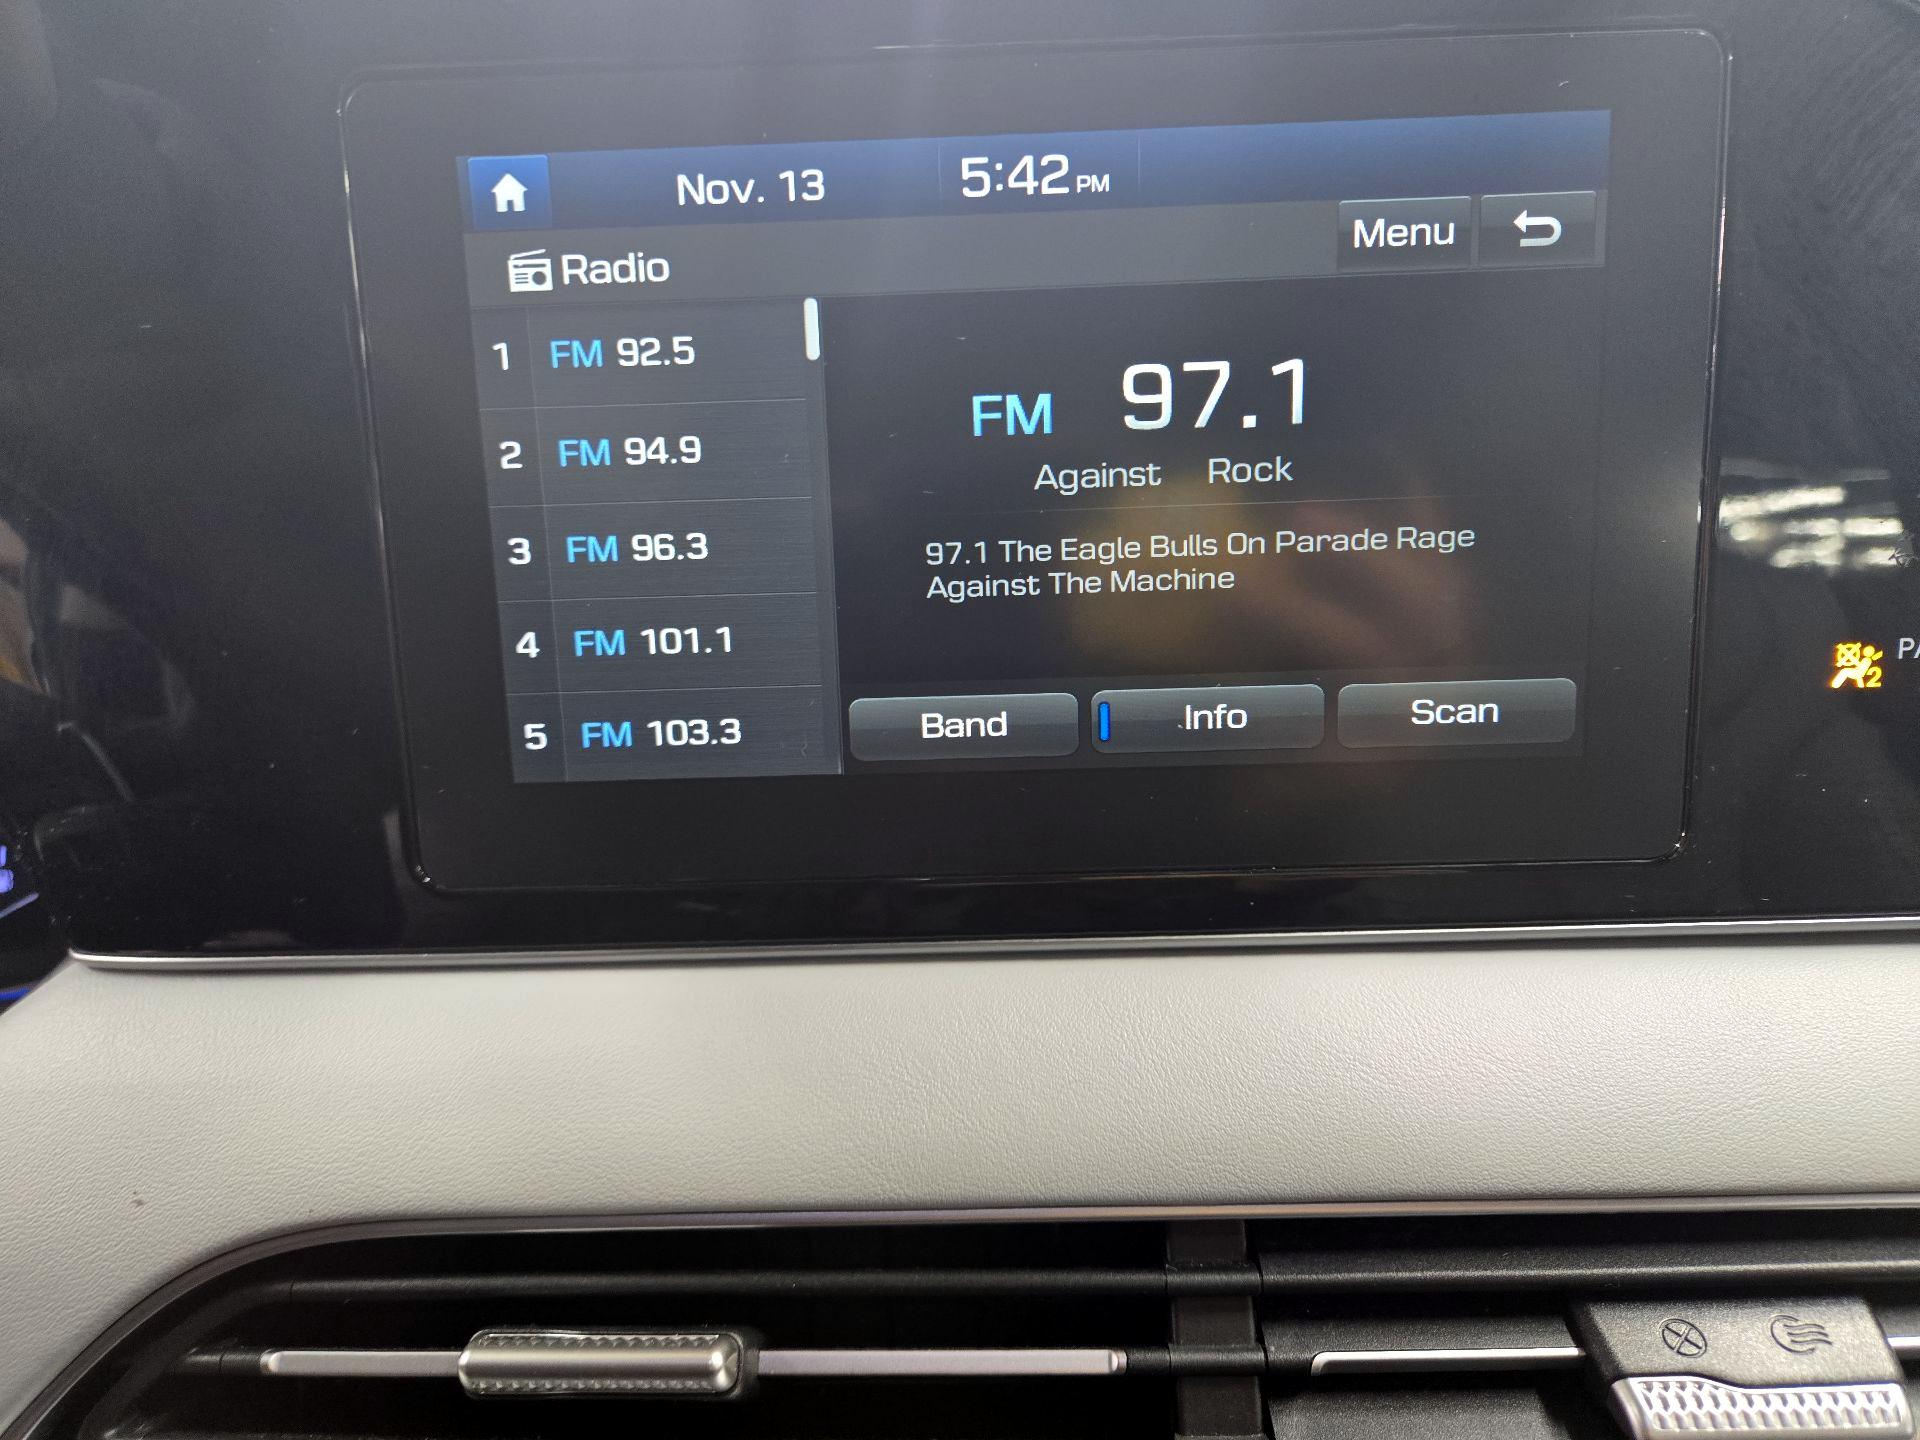 Nov. 13 5:42 PM
Menu
Radio
1 FM 92.5
2 FM 94.9
3 FM 96.3
4 FM 101.1
5 FM 103.3
FM 97.1
Against Rock
97.1 The Eagle Bulls On Parade Rage
Against The Machine
Band Info Scan
2